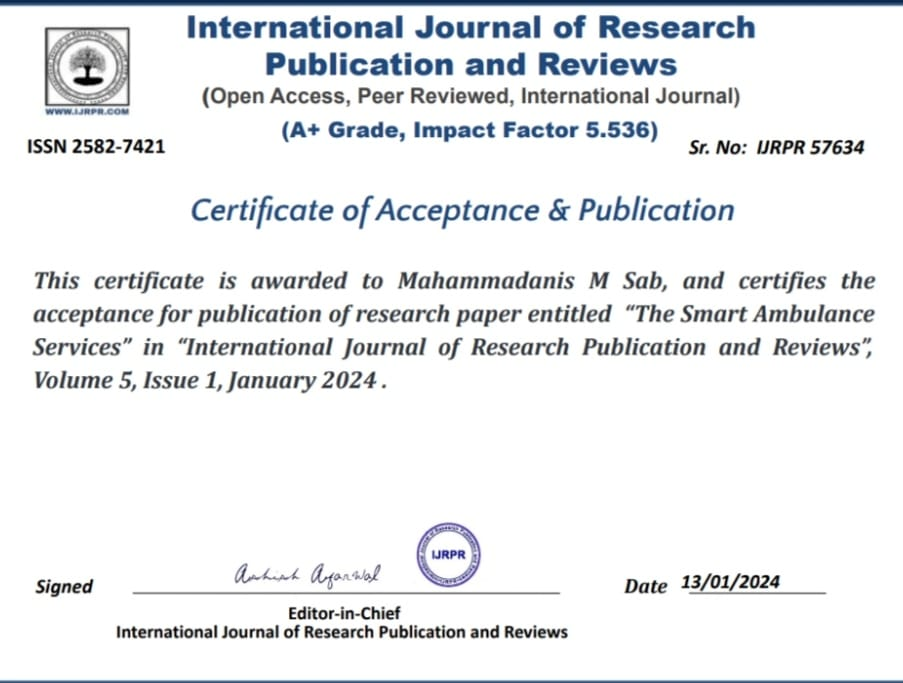 International Journal of Research
Publication and Reviews
(Open Access, Peer Reviewed, International Journal)
(A+ Grade, Impact Factor 5.536)
WWW.IJRPR.COM
ISSN 2582-7421
Sr. No: IJRPR 57634
Certificate of Acceptance & Publication
This certificate is awarded to Mahammadanis M Sab, and certifies the
acceptance for publication of research paper entitled “The Smart Ambulance
Services” in “International Journal of Research Publication and Reviews”,
Volume 5, Issue 1, January 2024 .
IJRPR
Signed
Ashish Agarwal
Date 13/01/2024
Editor-in-Chief
International Journal of Research Publication and Reviews